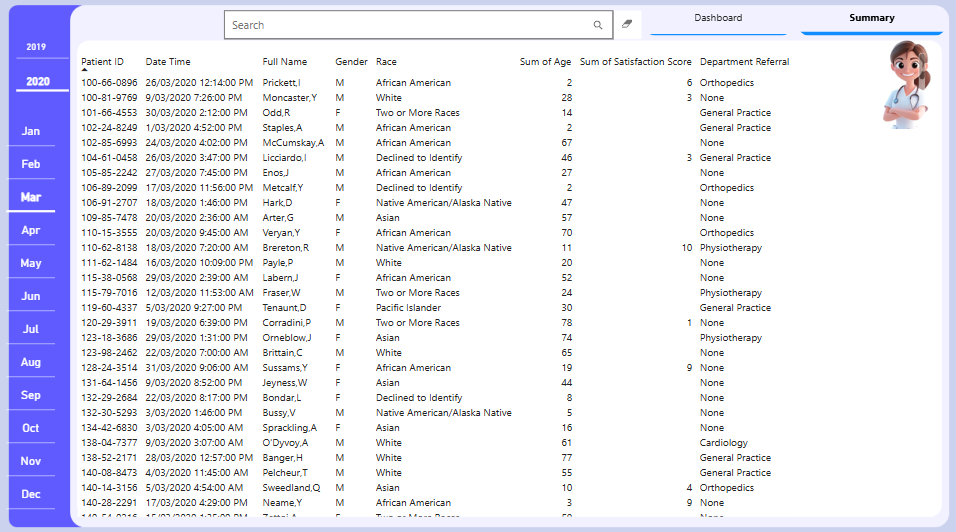 Search
Dashboard
Summary
2019
2020
Jan
Feb
Mar
Apr
May
Jun
Jul
Aug
Sep
Oct
Nov
Dec
Patient ID Date Time Full Name Gender Race Sum of Age Sum of Satisfaction Score Department Referral
100-66-0896 26/03/2020 12:14:00 PM Prickett,I M African American 2 6 Orthopedics
100-81-9769 9/03/2020 7:26:00 PM Moncaster,Y M White 28 3 None
101-66-4553 30/03/2020 2:12:00 PM Odd,R F Two or More Races 14 General Practice
102-24-8249 1/03/2020 4:52:00 PM Staples,A M African American 2 General Practice
102-85-6993 24/03/2020 4:02:00 PM McCumskay,A M African American 67 None
104-61-0458 26/03/2020 3:47:00 PM Licciardo,I M Declined to Identify 46 3 General Practice
105-85-2242 27/03/2020 7:45:00 PM Enos,J M African American 27 None
106-89-2099 17/03/2020 11:56:00 PM Metcalf,Y M Declined to Identify 2 Orthopedics
106-91-2707 18/03/2020 1:46:00 PM Hark,D F Native American/Alaska Native 47 None
109-85-7478 20/03/2020 2:36:00 AM Arter,G M Asian 57 None
110-15-3555 20/03/2020 9:45:00 AM Veryan,Y F African American 70 Orthopedics
110-62-8138 18/03/2020 7:20:00 AM Brereton,R M Native American/Alaska Native 11 10 Physiotherapy
111-62-1484 16/03/2020 10:09:00 PM Payle,P M White 20 None
115-38-0568 29/03/2020 2:39:00 AM Labern,J F African American 52 None
115-79-7016 12/03/2020 11:53:00 AM Fraser,W M Two or More Races 24 Physiotherapy
119-60-4337 5/03/2020 9:27:00 PM Tenaunt,D F Pacific Islander 30 General Practice
120-29-3911 19/03/2020 6:39:00 PM Corradini,P M Two or More Races 78 1 None
123-18-3686 29/03/2020 1:31:00 PM Orneblow,J F Asian 74 Physiotherapy
123-98-2462 22/03/2020 7:00:00 AM Brittain,C M White 65 None
128-24-3514 31/03/2020 9:06:00 AM Sussams,Y F African American 19 9 None
131-64-1456 9/03/2020 8:52:00 PM Jeyness,W F Asian 44 None
132-29-2684 22/03/2020 8:17:00 PM Bondar,L F Declined to Identify 8 None
132-30-5293 3/03/2020 1:46:00 PM Bussy,V M Native American/Alaska Native 5 None
134-42-6830 3/03/2020 4:05:00 AM Sprackling,A F Asian 16 None
138-04-7377 9/03/2020 3:07:00 AM O'Dyvoy,A M White 61 Cardiology
138-52-2171 28/03/2020 12:57:00 PM Banger,H M White 77 General Practice
140-08-8473 4/03/2020 11:45:00 AM Pelcheur,T M White 55 General Practice
140-14-3156 5/03/2020 4:54:00 AM Sweedland,Q M Asian 10 4 Orthopedics
140-28-2291 17/03/2020 4:29:00 PM Neame,Y M African American 3 9 None